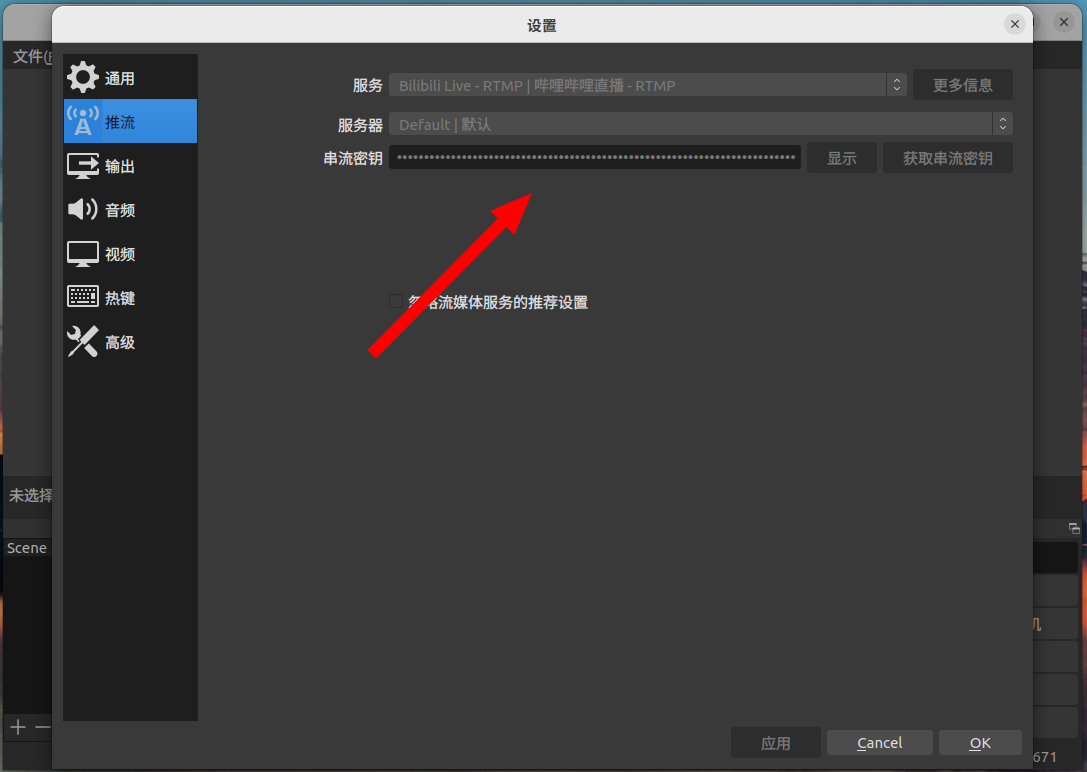 设置
文件(F
通用
推流
输出
音频
视频
热键
高级
服务 Bilibili Live - RTMP | 哔哩哔哩直播 - RTMP 更多信息
服务器 Default | 默认
串流密钥 显示 获取串流密钥
忽略流媒体服务的推荐设置
未选择
Scene
机
应用 Cancel OK
671